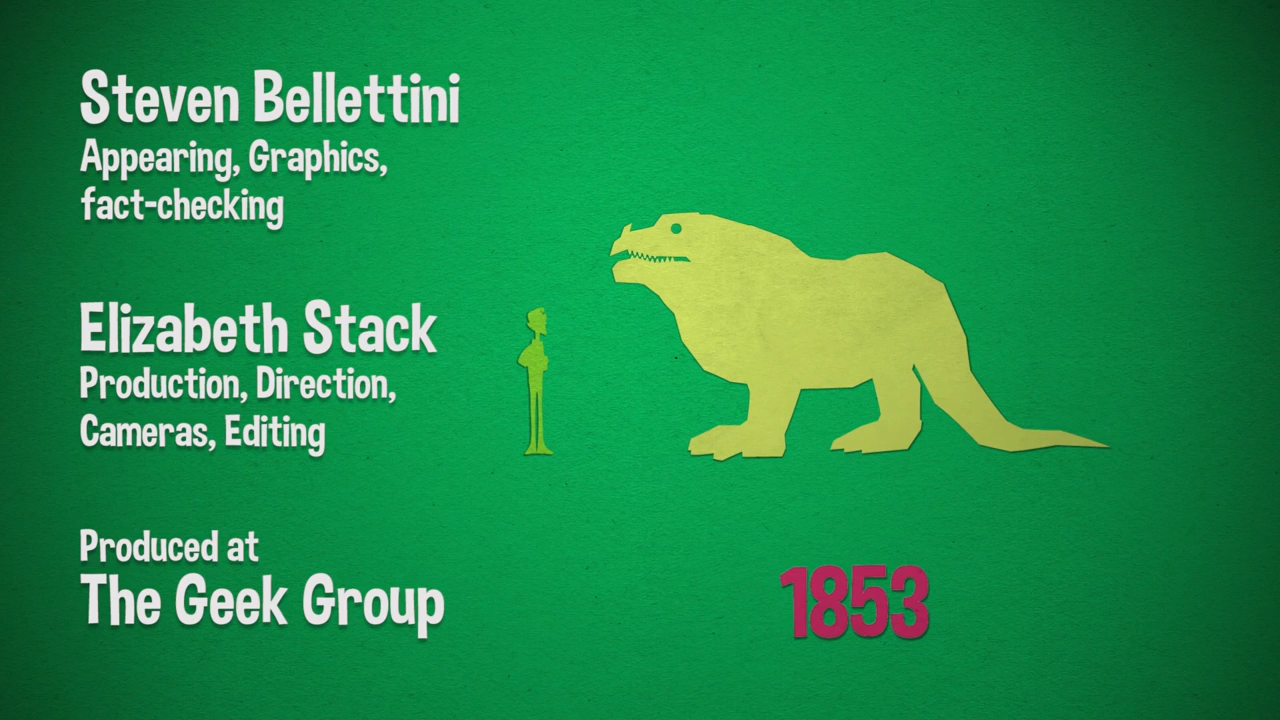 Steven Bellettini
Appearing, Graphics,
fact-checking
Elizabeth Stack
Production, Direction,
Cameras, Editing
Produced at
The Geek Group
1853